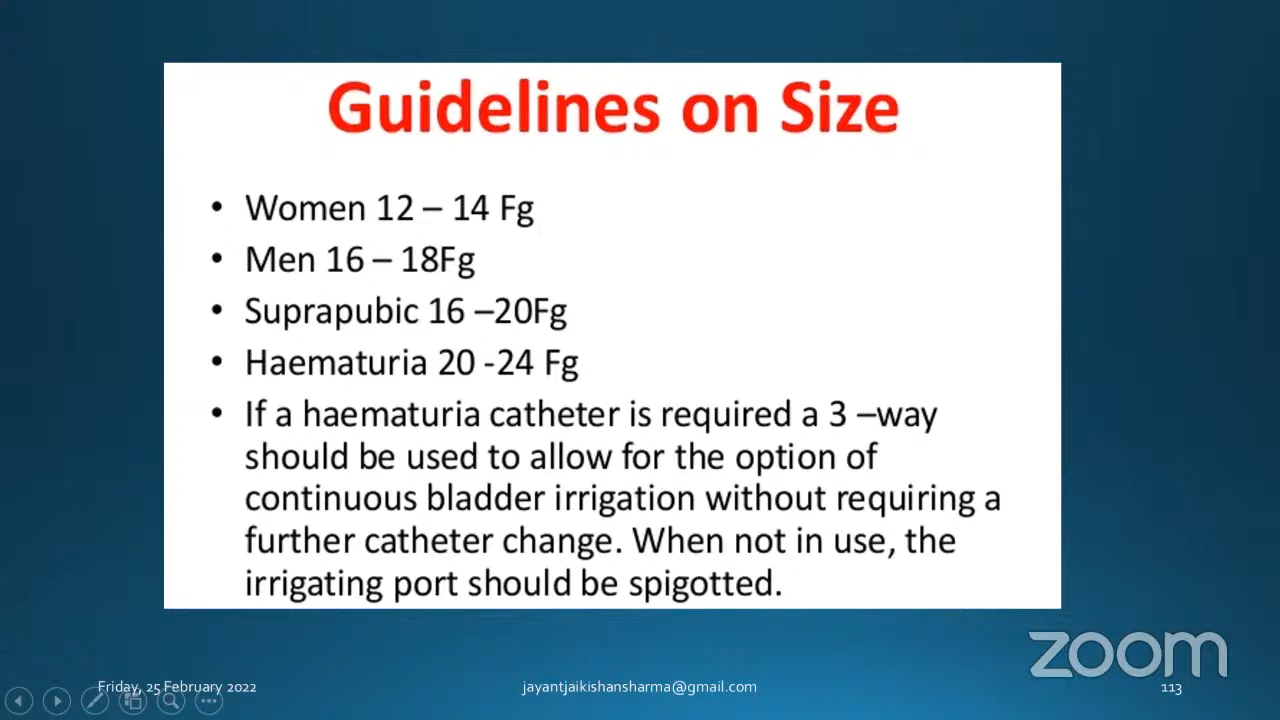 Guidelines on Size
• Women 12 – 14 Fg
• Men 16 – 18Fg
• Suprapubic 16 –20Fg
• Haematuria 20 -24 Fg
• If a haematuria catheter is required a 3 –way
should be used to allow for the option of
continuous bladder irrigation without requiring a
further catheter change. When not in use, the
irrigating port should be spigotted.
zoom
Friday, 25 February 2022
jayantjaikishansharma@gmail.com
113